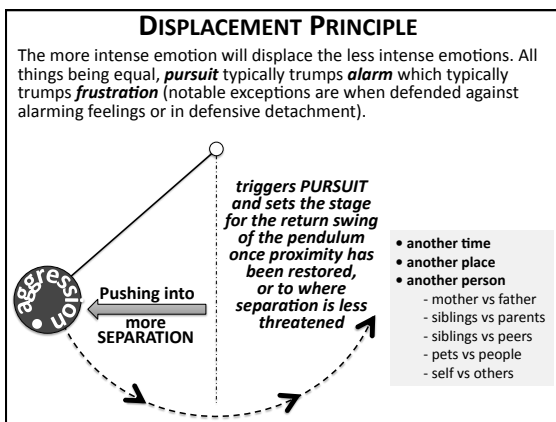 DISPLACEMENT PRINCIPLE
The more intense emotion will displace the less intense emotions. All
things being equal, pursuit typically trumps alarm which typically
trumps frustration (notable exceptions are when defended against
alarming feelings or in defensive detachment).
aggression
Pushing into
more
SEPARATION
triggers PURSUIT
and sets the stage
for the return swing
of the pendulum
once proximity has
been restored,
or to where
separation is less
threatened
• another time
• another place
• another person
- mother vs father
- siblings vs parents
- siblings vs peers
- pets vs people
- self vs others